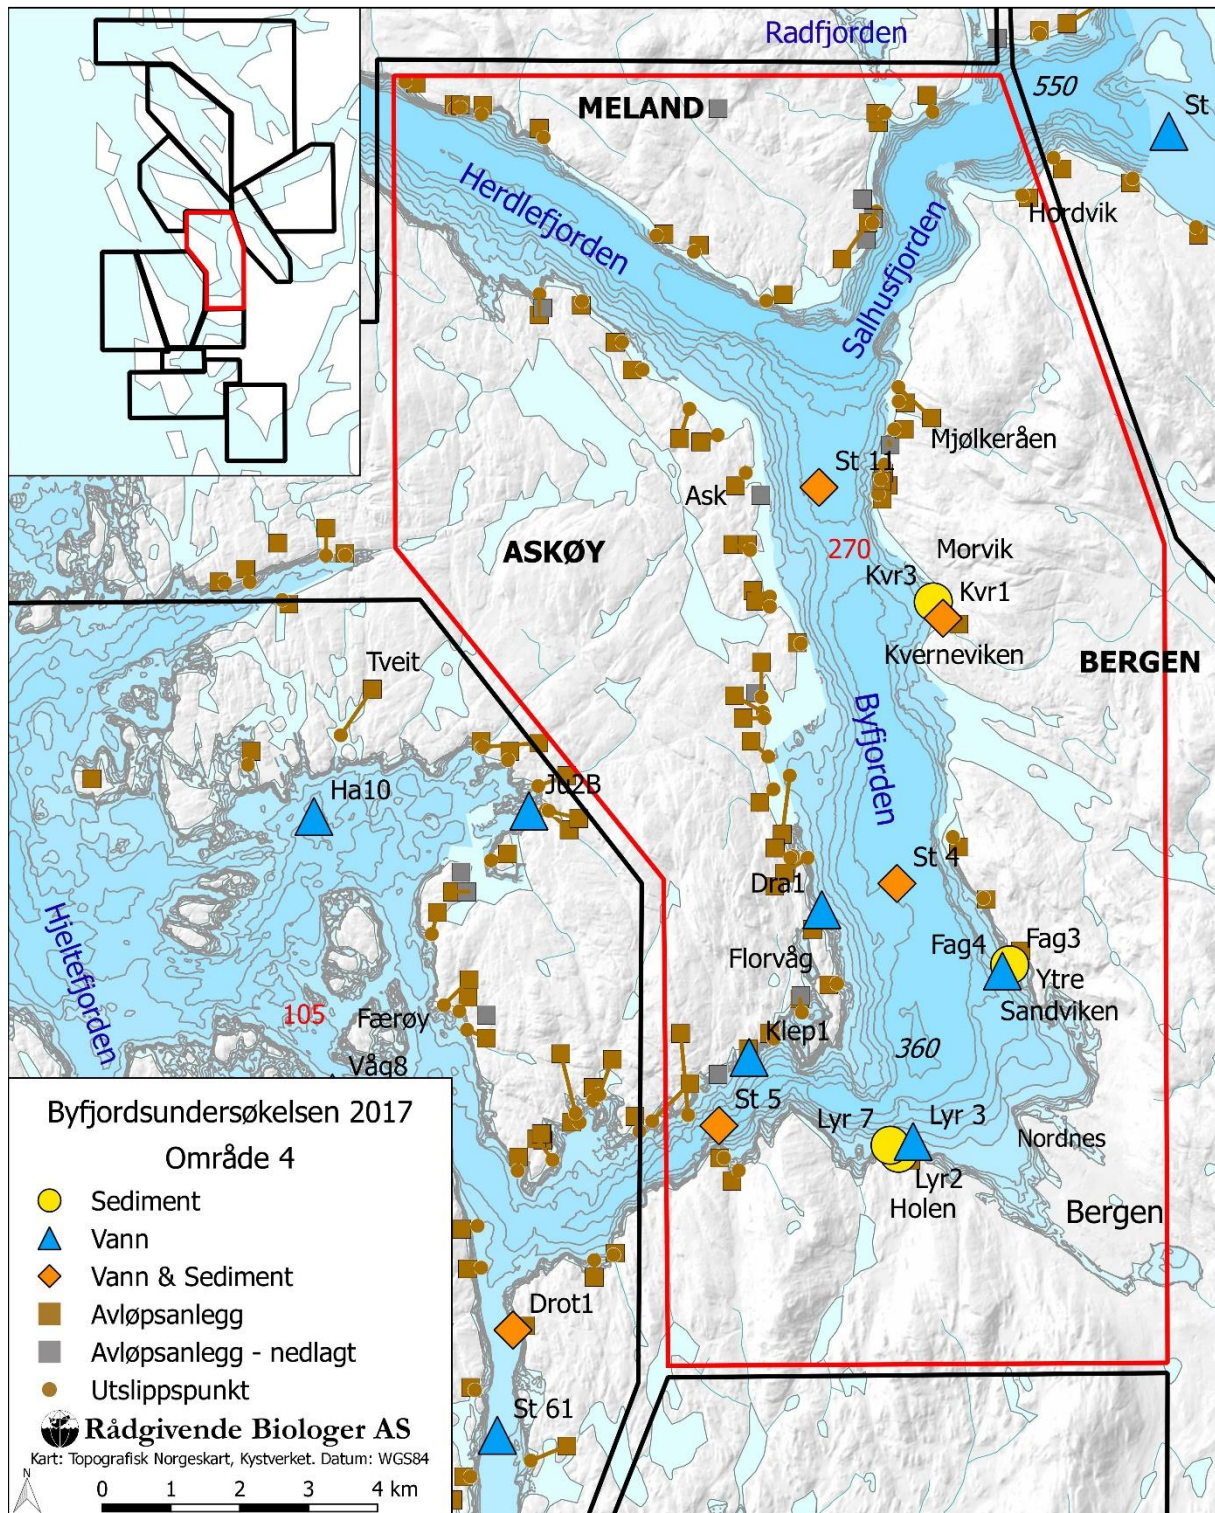 Radfjorden
550
MELAND
St
Herdlefjorden
Salhusfjorden
Hordvik
Mjølkeråen
St 11
Ask
ASKØY
270
Morvik
Kvr3
Kvr1
Kverneviken
BERGEN
Tveit
Byfjorden
Ha10
Ju2B
St 4
Dra1
Hjeltefjorden
Florvåg
Fag4
Fag3
Ytre
Sandviken
105
Færøy
Klep1
360
Våg8
St 5
Lyr 7
Lyr 3
Nordnes
Lyr2
Holen
Bergen
Drot1
St 61
Byfjordsundersøkelsen 2017
Område 4
Sediment
Vann
Vann & Sediment
Avløpsanlegg
Avløpsanlegg - nedlagt
Utslippspunkt
Rådgivende Biologer AS
Kart: Topografisk Norgeskart, Kystverket. Datum: WGS84
N
0 1 2 3 4 km